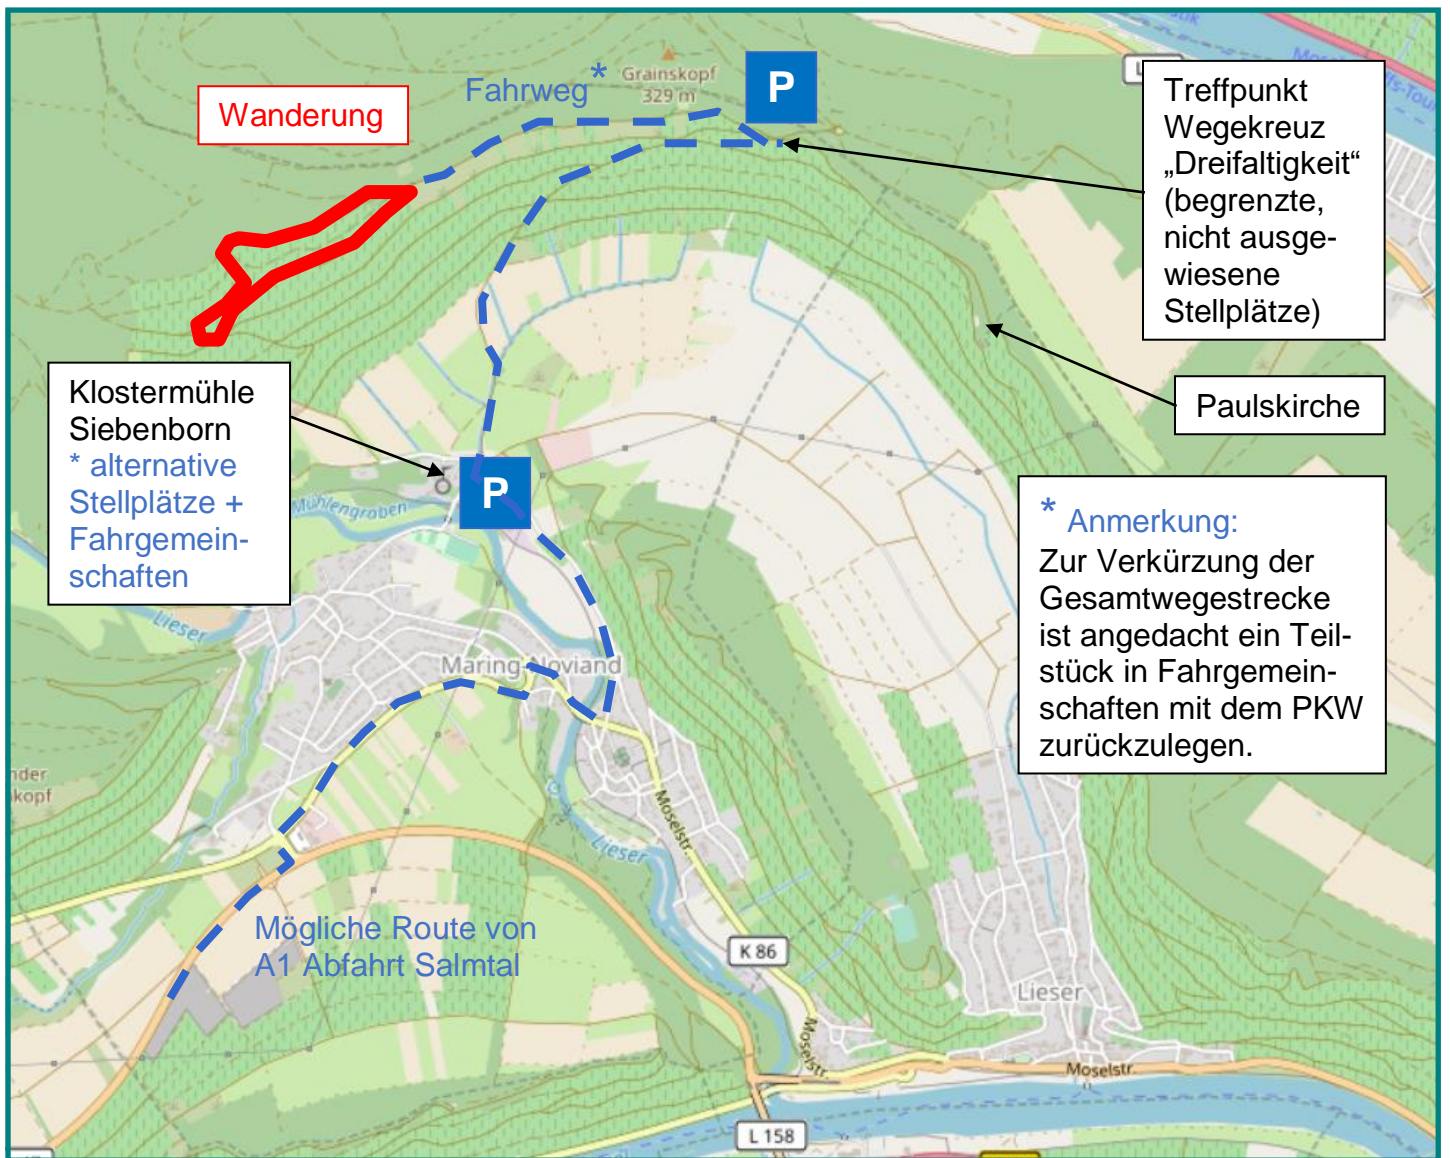 Wanderung
Fahrweg*
Grainskopf
329 m
P
Treffpunkt
Wegekreuz
„Dreifaltigkeit“
(begrenzte,
nicht ausge-
wiesene
Stellplätze)
Paulskirche
Klostermühle
Siebenborn
* alternative
Stellplätze +
Fahrgemein-
schaften
P
Mühlengraben
* Anmerkung:
Zur Verkürzung der
Gesamtwegestrecke
ist angedacht ein Teil-
stück in Fahrgemein-
schaften mit dem PKW
zurückzulegen.
Lieser
Maring-Noviand
nder
kopf
Moselstr.
Lieser
Mögliche Route von
A1 Abfahrt Salmtal
K 86
Lieser
Moselstr.
Moselstr.
L 158